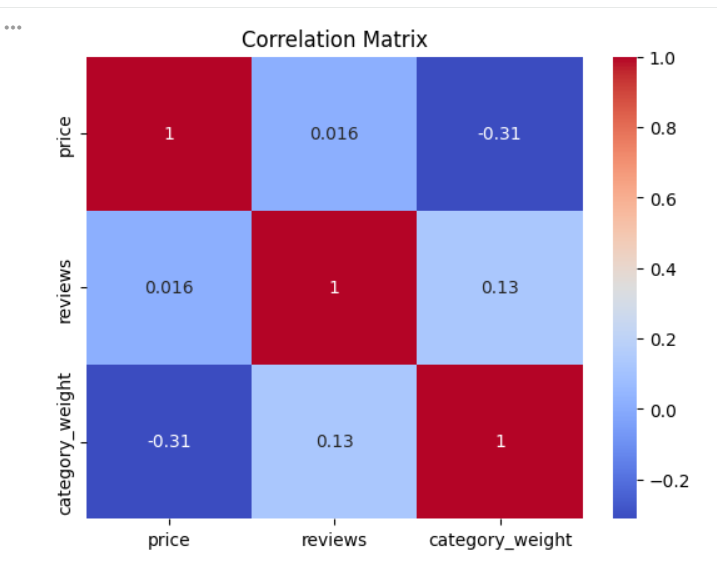 ...
Correlation Matrix
price
1
0.016
-0.31
reviews
0.016
1
0.13
category_weight
-0.31
0.13
1
price
reviews
category_weight
1.0
0.8
0.6
0.4
0.2
0.0
−0.2